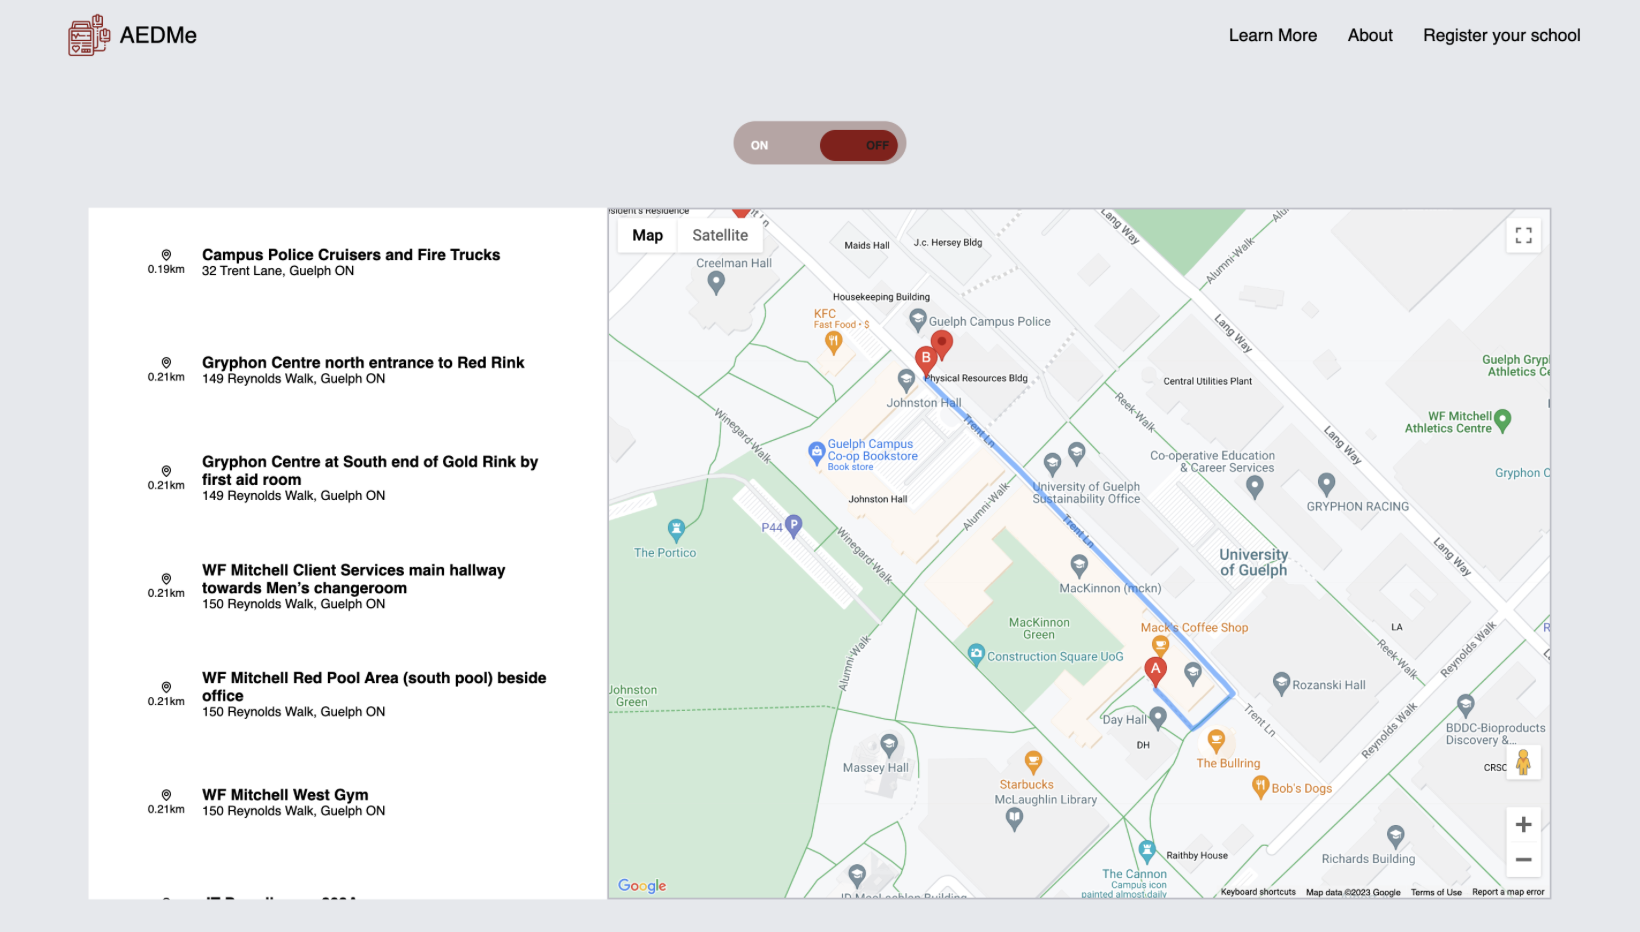 AEDMe
Learn More
About
Register your school
ON
OFF
0.19km
Campus Police Cruisers and Fire Trucks
32 Trent Lane, Guelph ON
0.21km
Gryphon Centre north entrance to Red Rink
149 Reynolds Walk, Guelph ON
0.21km
Gryphon Centre at South end of Gold Rink by
first aid room
149 Reynolds Walk, Guelph ON
0.21km
WF Mitchell Client Services main hallway
towards Men’s changeroom
150 Reynolds Walk, Guelph ON
0.21km
WF Mitchell Red Pool Area (south pool) beside
office
150 Reynolds Walk, Guelph ON
0.21km
WF Mitchell West Gym
150 Reynolds Walk, Guelph ON
Map
Satellite
Residence
Lang Way
Maids Hall
J.c. Hersey Bldg
Alumni-Walk
Creelman Hall
Housekeeping Building
KFC
Fast Food • $
Guelph Campus Police
Lang Way
B
Physical Resources Bldg
Johnston Hall
Central Utilities Plant
Guelph Gryp
Athletics Ce
Reek-Walk
WF Mitchell
Athletics Centre
Winegard-Walk
Trent Ln
Lang Way
Guelph Campus
Co-op Bookstore
Book store
Co-operative Education
& Career Services
Gryphon C
Johnston Hall
University of Guelph
Sustainability Office
Alumni-Walk
GRYPHON RACING
P44
P
The Portico
Winegard-Walk
Trent Ln
Lang Way
University
of Guelph
MacKinnon (mckn)
MacKinnon
Green
Mack's Coffee Shop
LA
Construction Square UoG
A
Reek-Walk
Reynolds Walk
Alumni-Walk
Rozanski Hall
Johnston
Green
Day Hall
Trent Ln
DH
Reynolds Walk
BDDC-Bioproducts
Discovery &...
Massey Hall
The Bullring
CRSC
Starbucks
Bob's Dogs
McLaughlin Library
Raithby House
Richards Building
The Cannon
Campus icon
painted almost daily
Google
Keyboard shortcuts
Map data ©2023 Google
Terms of Use
Report a map error